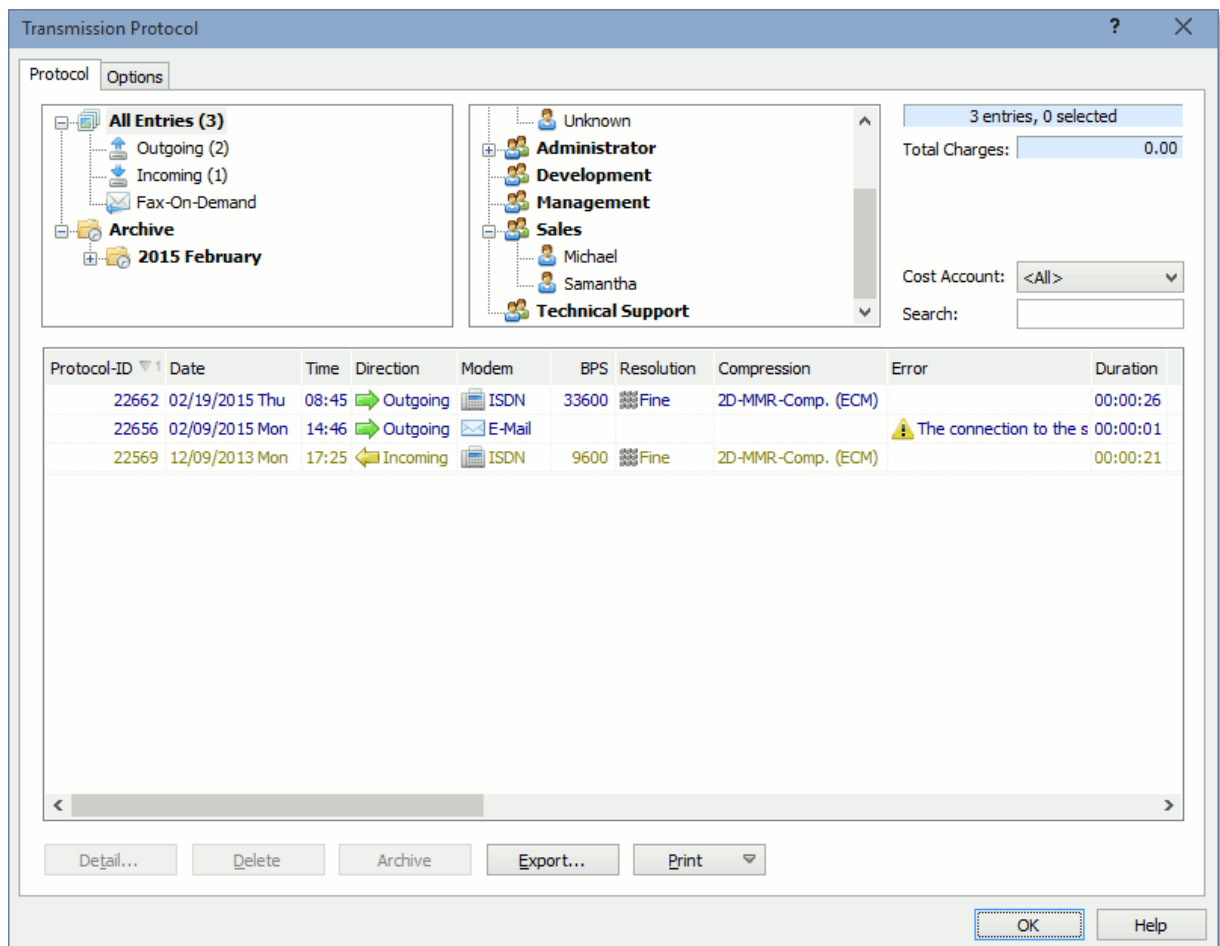 Transmission Protocol
?
Protocol Options
All Entries (3)
Outgoing (2)
Incoming (1)
Fax-On-Demand
Archive
2015 February
Unknown
Administrator
Development
Management
Sales
Michael
Samantha
Technical Support
3 entries, 0 selected
Total Charges: 0.00
Cost Account: <All>
Search:
Protocol-ID 1 Date Time Direction Modem BPS Resolution Compression Error Duration
22662 02/19/2015 Thu 08:45 Outgoing ISDN 33600 Fine 2D-MMR-Comp. (ECM) 00:00:26
22656 02/09/2015 Mon 14:46 Outgoing E-Mail The connection to the s 00:00:01
22569 12/09/2013 Mon 17:25 Incoming ISDN 9600 Fine 2D-MMR-Comp. (ECM) 00:00:21
Detail... Delete Archive Export... Print
OK Help